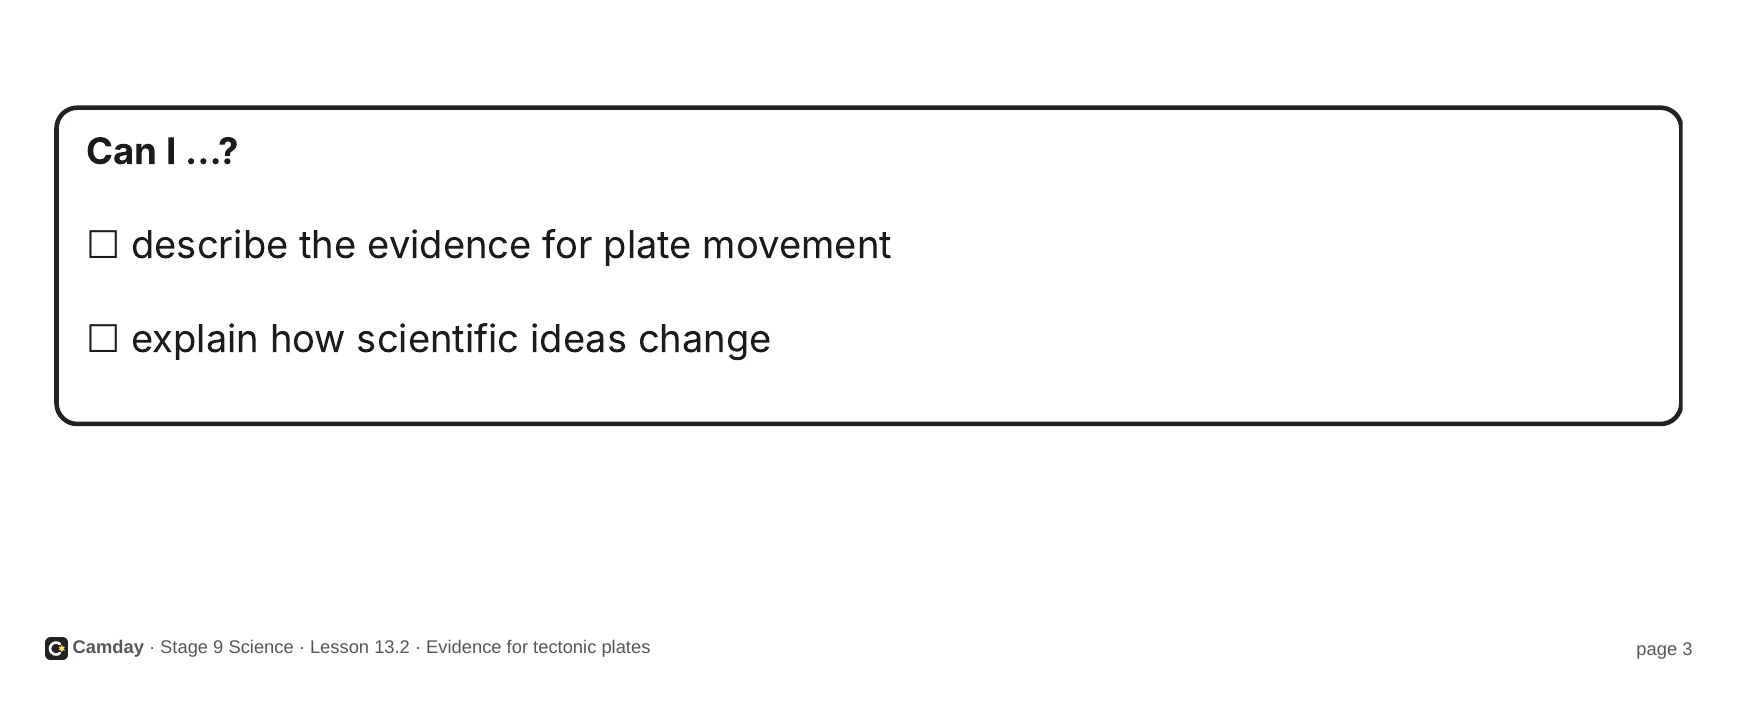 Can I …?
☐ describe the evidence for plate movement
☐ explain how scientific ideas change
Camday · Stage 9 Science · Lesson 13.2 · Evidence for tectonic plates
page 3